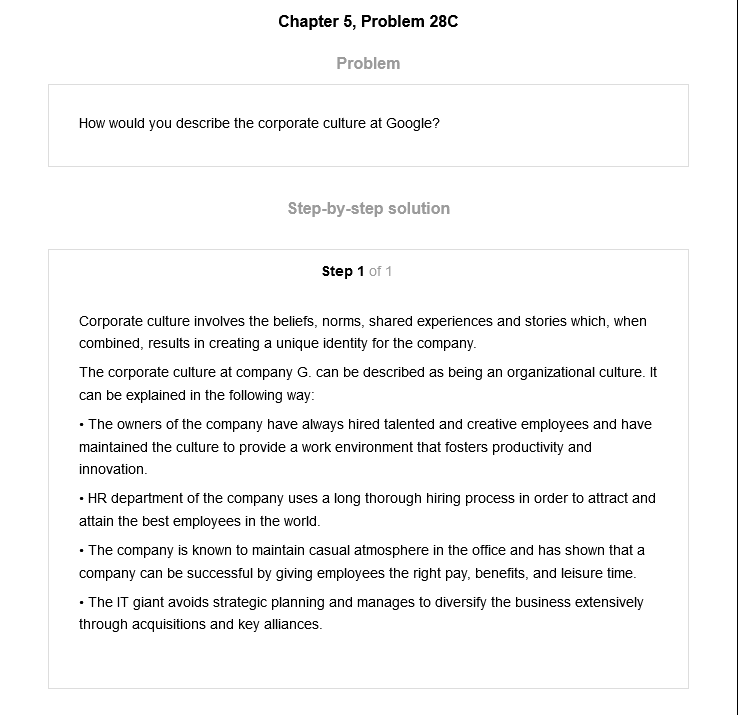 Chapter 5, Problem 28C
Problem
How would you describe the corporate culture at Google?
Step-by-step solution
Step 1 of 1
Corporate culture involves the beliefs, norms, shared experiences and stories which, when
combined, results in creating a unique identity for the company.
The corporate culture at company G. can be described as being an organizational culture. It
can be explained in the following way:
• The owners of the company have always hired talented and creative employees and have
maintained the culture to provide a work environment that fosters productivity and
innovation.
• HR department of the company uses a long thorough hiring process in order to attract and
attain the best employees in the world.
• The company is known to maintain casual atmosphere in the office and has shown that a
company can be successful by giving employees the right pay, benefits, and leisure time.
• The IT giant avoids strategic planning and manages to diversify the business extensively
through acquisitions and key alliances.